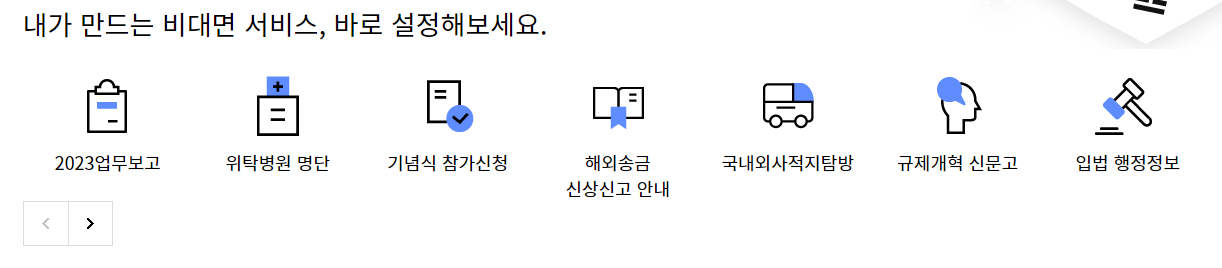 내가 만드는 비대면 서비스, 바로 설정해보세요.
2023업무보고
위탁병원 명단
기념식 참가신청
해외송금
신상신고 안내
국내외사적지탐방
규제개혁 신문고
입법 행정정보